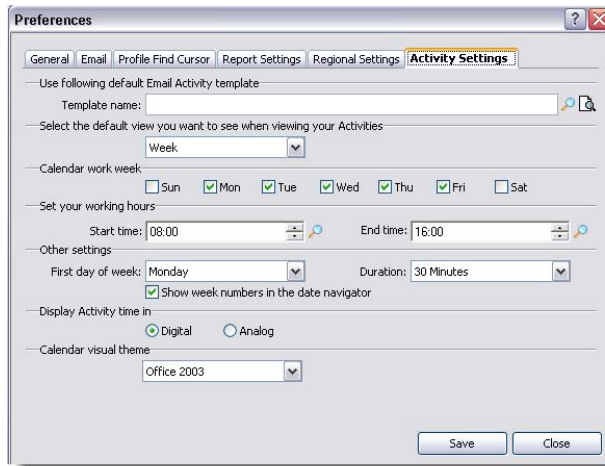 Preferences
General Email Profile Find Cursor Report Settings Regional Settings Activity Settings
Use following default Email Activity template
Template name:
Select the default view you want to see when viewing your Activities
Week
Calendar work week
Sun Mon Tue Wed Thu Fri Sat
Set your working hours
Start time: 08:00 End time: 16:00
Other settings
First day of week: Monday Duration: 30 Minutes
Show week numbers in the date navigator
Display Activity time in
Digital Analog
Calendar visual theme
Office 2003
Save Close